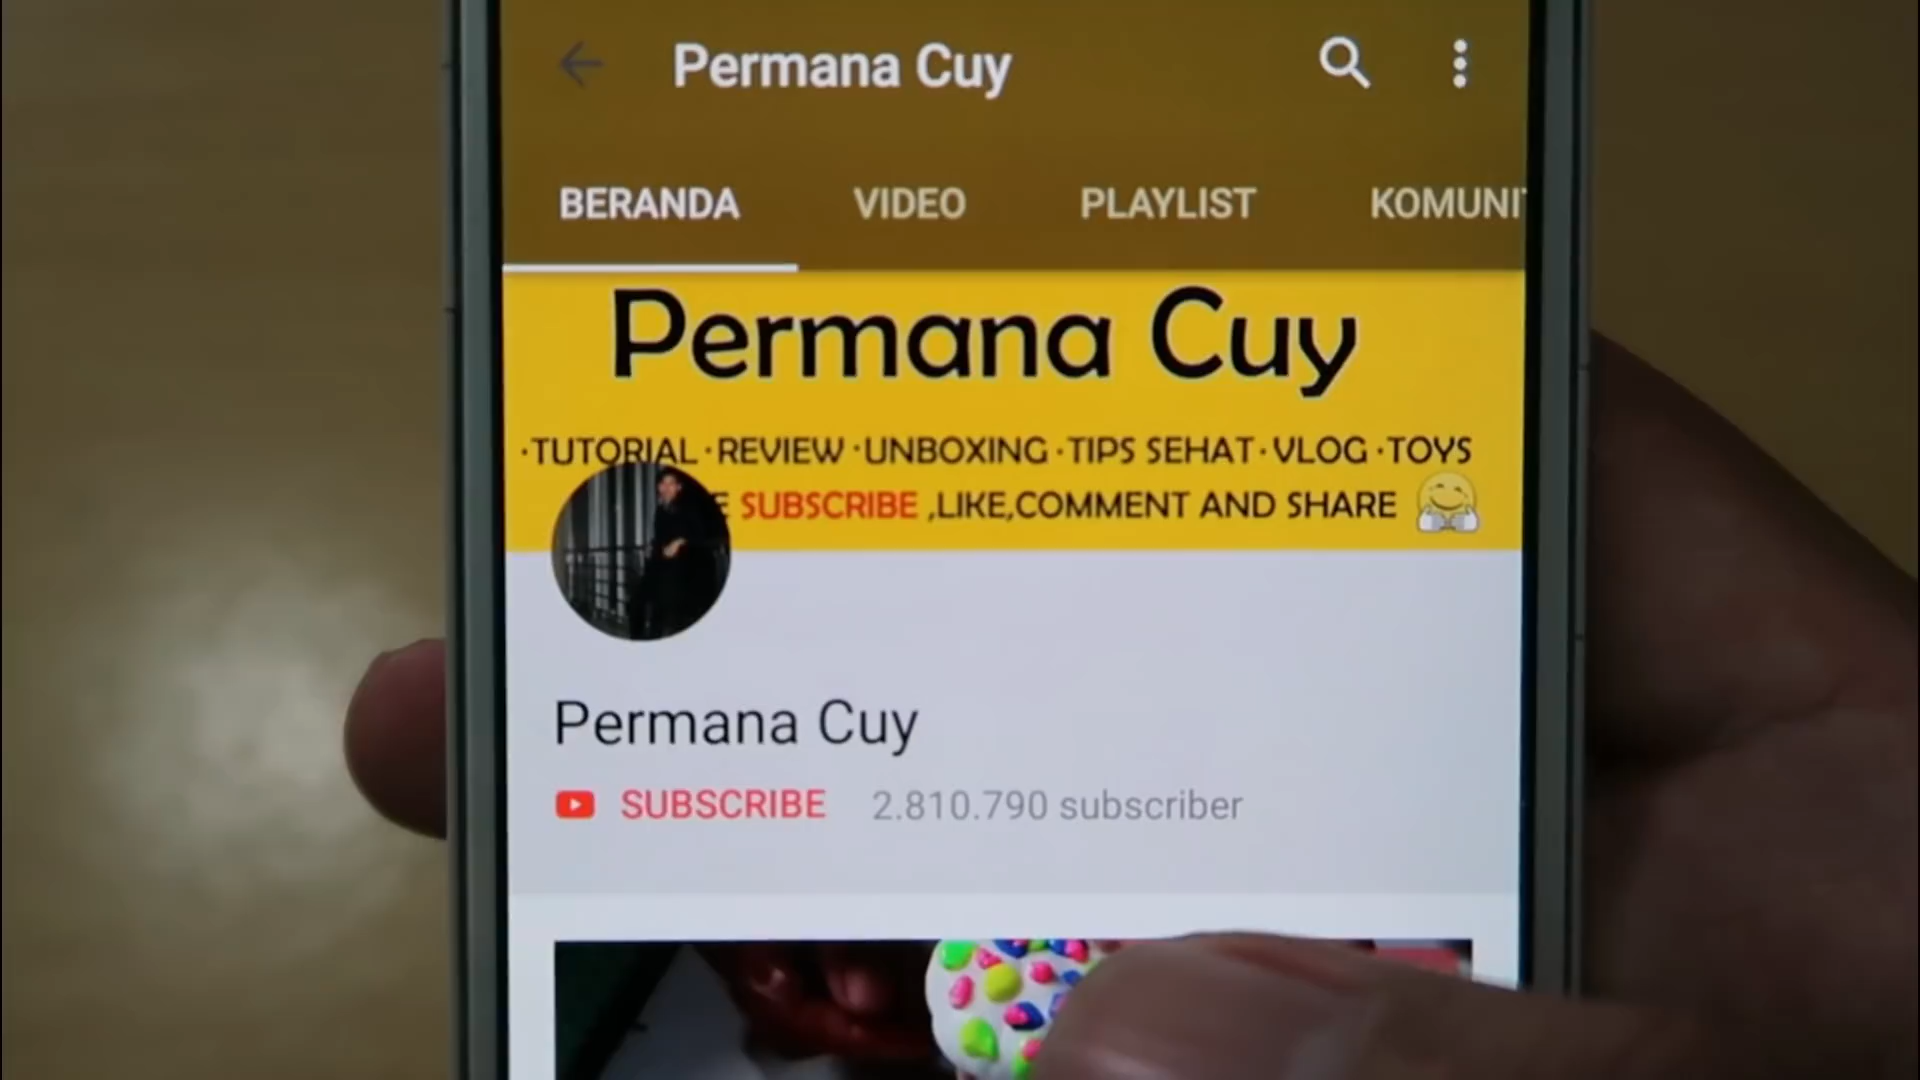 Permana Cuy
BERANDA VIDEO PLAYLIST KOMUNI
Permana Cuy
·TUTORIAL ·REVIEW ·UNBOXING ·TIPS SEHAT ·VLOG ·TOYS
SUBSCRIBE ,LIKE,COMMENT AND SHARE
Permana Cuy
SUBSCRIBE 2.810.790 subscriber